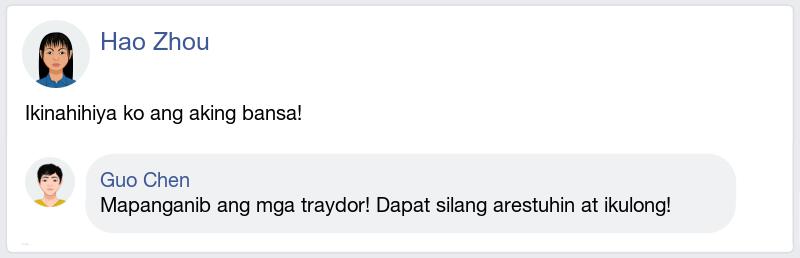 Hao Zhou
Ikinahihiya ko ang aking bansa!
Guo Chen
Mapanganib ang mga traydor! Dapat silang arestuhin at ikulong!